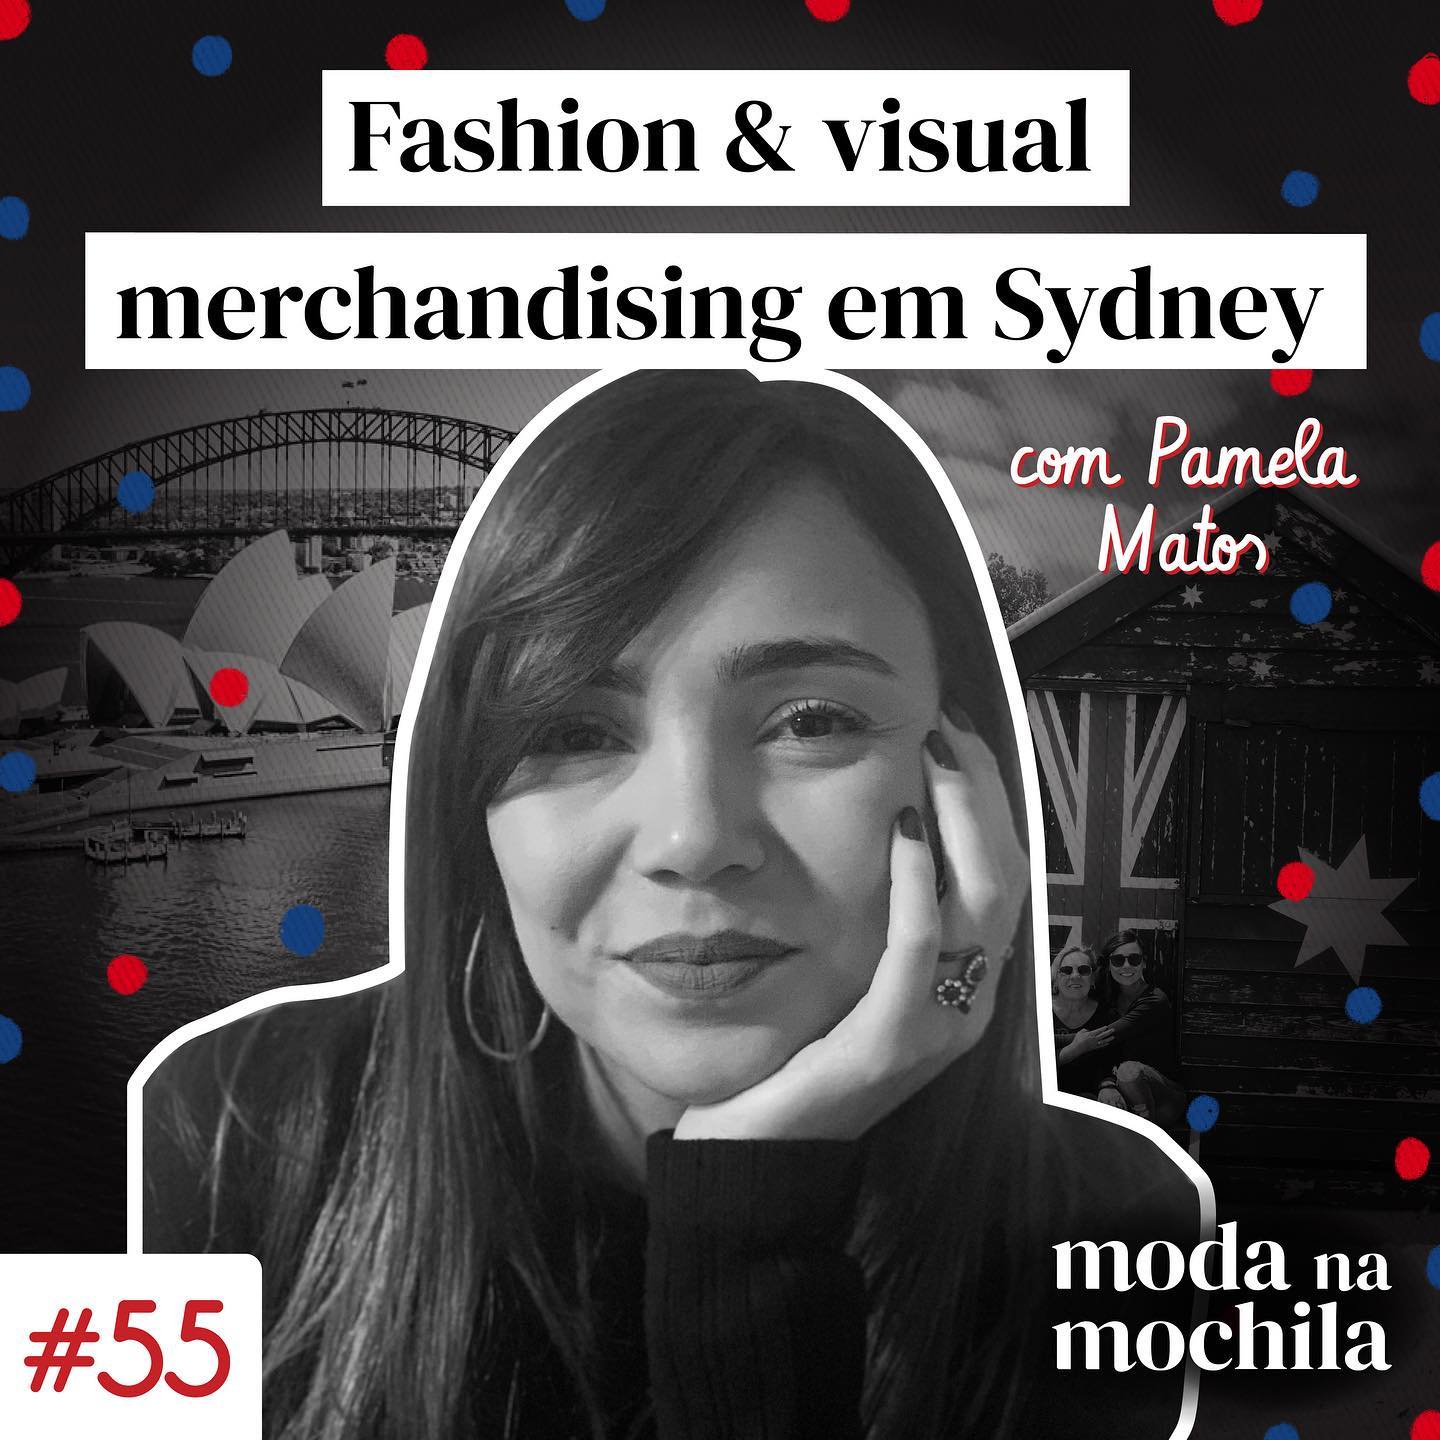 Fashion & visual
merchandising em Sydney
com Pamela
Matos
#55
moda na
mochila